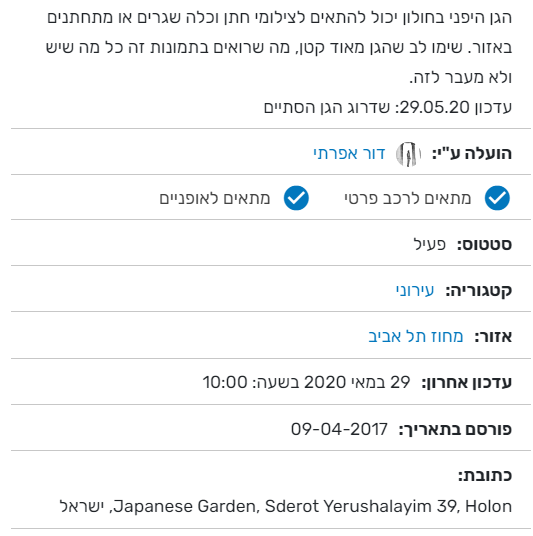 הגן היפני בחולון יכול להתאים לצילומי חתן וכלה שגרים או מתחתנים
באזור. שימו לב שהגן מאוד קטן, מה שרואים בתמונות זה כל מה שיש
ולא מעבר לזה.
עדכון 29.05.20: שדרוג הגן הסתיים
הועלה ע"י: דור אפרתי
מתאים לרכב פרטי מתאים לאופניים
סטטוס: פעיל
קטגוריה: עירוני
אזור: מחוז תל אביב
עדכון אחרון: 29 במאי 2020 בשעה: 10:00
פורסם בתאריך: 09-04-2017
כתובת:
Japanese Garden, Sderot Yerushalayim 39, Holon, ישראל